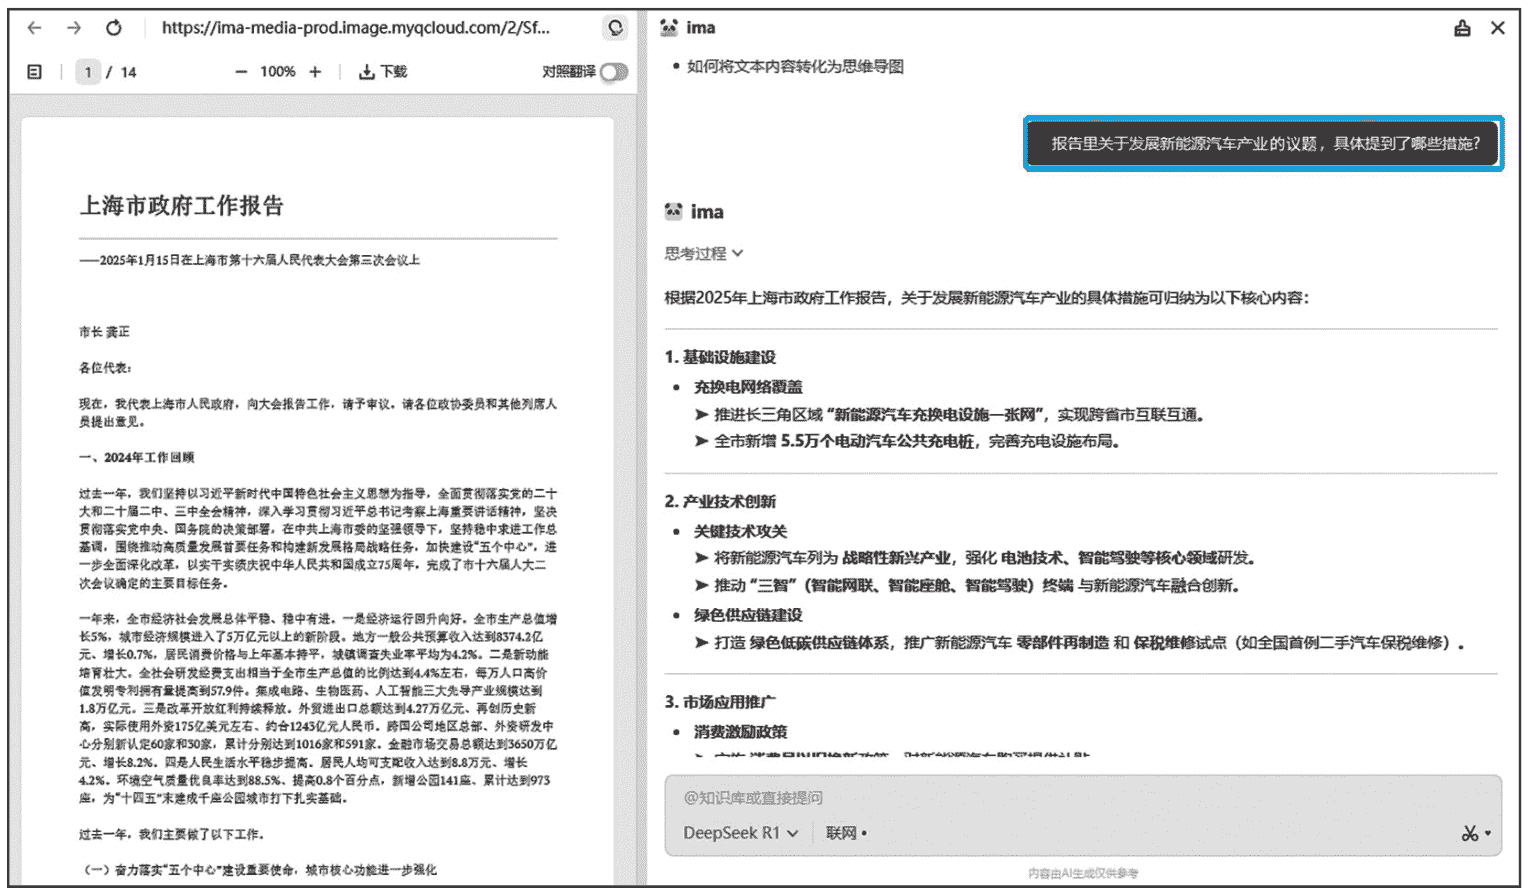 https://ima-media-prod.image.myqcloud.com/2/Sf...
1 / 14
100%
下载
对照翻译
上海市政府工作报告
——2025年1月15日在上海市第十六届人民代表大会第三次会议上
市长 龚正
各位代表：
现在，我代表上海市人民政府，向大会报告工作，请予审议。请各位政协委员和其他列席人
员提出意见。
一、2024年工作回顾
过去一年，我们坚持以习近平新时代中国特色社会主义思想为指导，全面贯彻落实党的二十
大和二十届二中、三中全会精神，深入学习贯彻习近平总书记考察上海重要讲话精神，坚决
贯彻落实党中央、国务院的决策部署，在中共上海市委的坚强领导下，坚持稳中求进工作总
基调，围绕推动高质量发展首要任务和构建新发展格局战略任务，加快建设“五个中心”，进
一步全面深化改革，以实干实绩庆祝中华人民共和国成立75周年，完成了市十六届人大二
次会议确定的主要目标任务。
一年来，全市经济社会发展总体平稳、稳中有进。一是经济运行回升向好。全市生产总值增
长5%，城市经济规模进入了5万亿元以上的新阶段。地方一般公共预算收入达到8374.2亿
元、增长0.7%，居民消费价格与上年基本持平，城镇调查失业率平均为4.2%。二是新动能
培育壮大。全社会研发经费支出相当于全市生产总值的比例达到4.4%左右，每万人口高价
值发明专利拥有量提高到57.9件。集成电路、生物医药、人工智能三大先导产业规模达到
1.8万亿元。三是改革开放红利持续释放。外贸进出口总额达到4.27万亿元、再创历史新
高，实际使用外资175亿美元左右、约合1243亿元人民币。跨国公司地区总部、外资研发中
心分别新认定60家和30家，累计分别达到1016家和591家。金融市场交易总额达到3650万亿
元、增长8.2%。四是人民生活水平稳步提高。居民人均可支配收入达到8.8万元、增长
4.2%。环境空气质量优良率达到88.5%、提高0.8个百分点，新增公园141座、累计达到973
座，为“十四五”末建成千座公园城市打下扎实基础。
过去一年，我们主要做了以下工作。
（一）奋力落实“五个中心”建设重要使命，城市核心功能进一步强化
ima
• 如何将文本内容转化为思维导图
报告里关于发展新能源汽车产业的议题，具体提到了哪些措施？
ima
思考过程
根据2025年上海市政府工作报告，关于发展新能源汽车产业的具体措施可归纳为以下核心内容：
1. 基础设施建设
• 充换电网络覆盖
➤ 推进长三角区域 “新能源汽车充换电设施一张网”，实现跨省市互联互通。
➤ 全市新增 5.5万个电动汽车公共充电桩，完善充电设施布局。
2. 产业技术创新
• 关键技术攻关
➤ 将新能源汽车列为 战略性新兴产业，强化 电池技术、智能驾驶等核心领域研发。
➤ 推动 “三智”（智能网联、智能座舱、智能驾驶）终端 与新能源汽车融合创新。
• 绿色供应链建设
➤ 打造 绿色低碳供应链体系，推广新能源汽车 零部件再制造 和 保税维修试点（如全国首例二手汽车保税维修）。
3. 市场应用推广
• 消费激励政策
@知识库或直接提问
DeepSeek R1
联网 •
内容由AI生成仅供参考